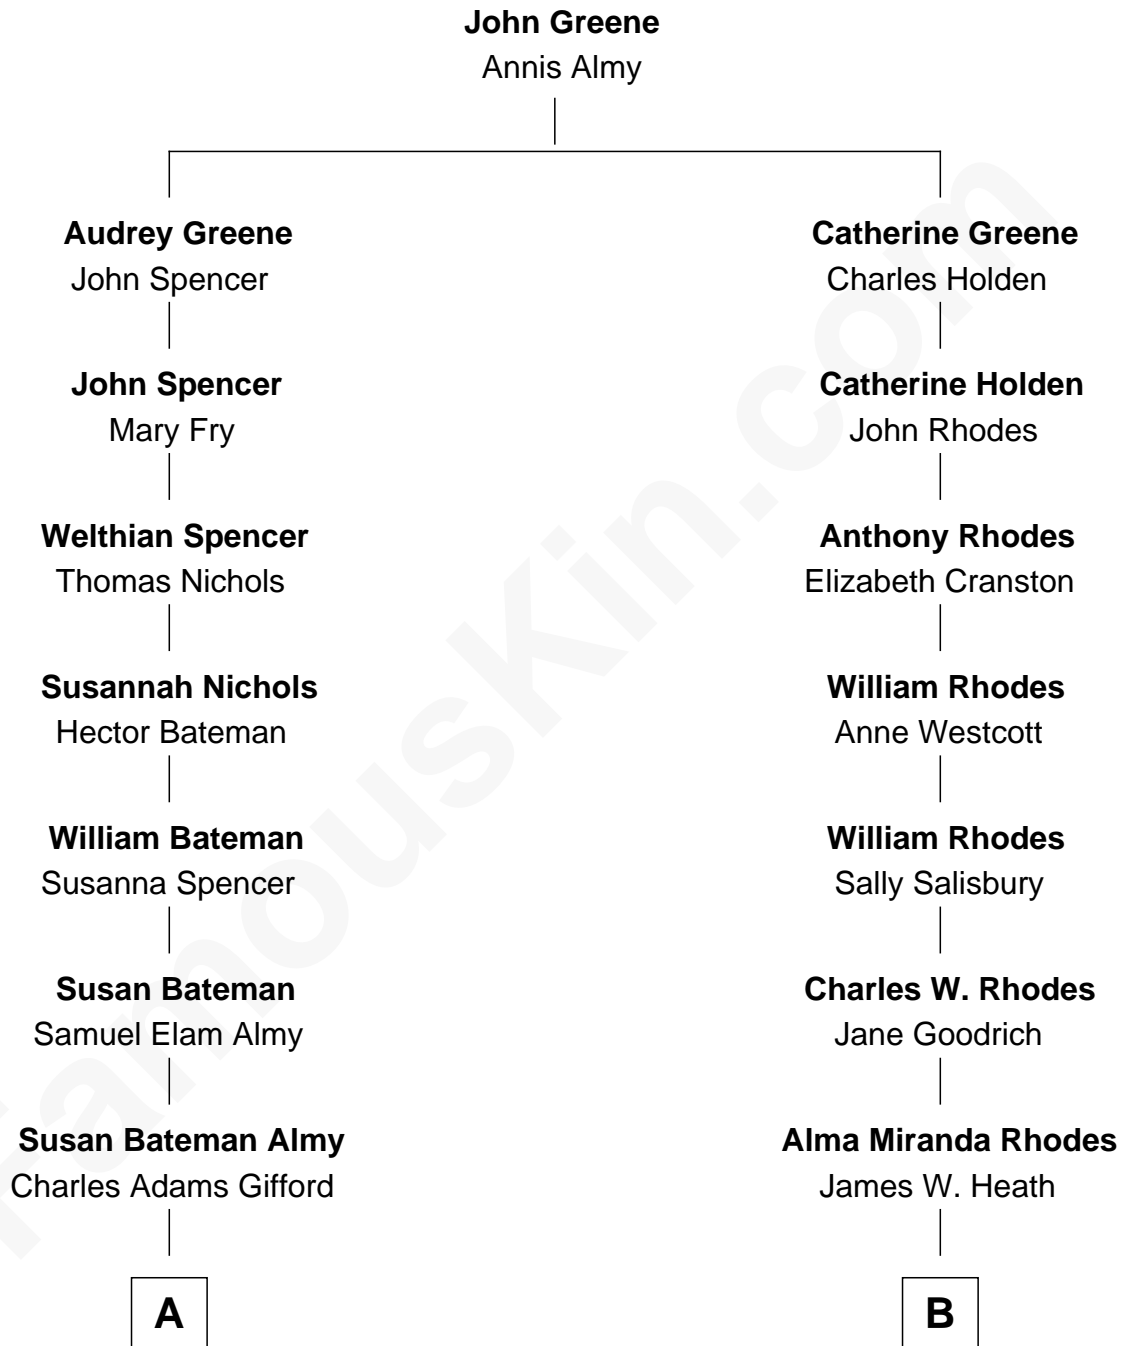 John Greene
Annis Almy
Audrey Greene
John Spencer
John Spencer
Mary Fry
Welthian Spencer
Thomas Nichols
Susannah Nichols
Hector Bateman
William Bateman
Susanna Spencer
Susan Bateman
Samuel Elam Almy
Susan Bateman Almy
Charles Adams Gifford
A
Catherine Greene
Charles Holden
Catherine Holden
John Rhodes
Anthony Rhodes
Elizabeth Cranston
William Rhodes
Anne Westcott
William Rhodes
Sally Salisbury
Charles W. Rhodes
Jane Goodrich
Alma Miranda Rhodes
James W. Heath
B
FamousKin.com